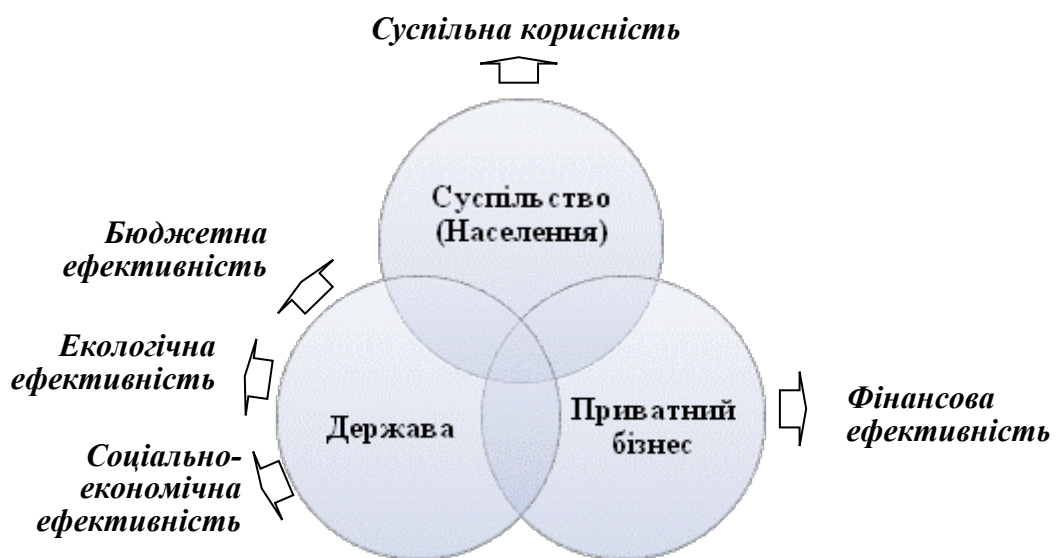 Суспільна корисність
Суспільство
(Населення)
Бюджетна
ефективність
Екологічна
ефективність
Держава
Приватний
бізнес
Фінансова
ефективність
Соціально-
економічна
ефективність